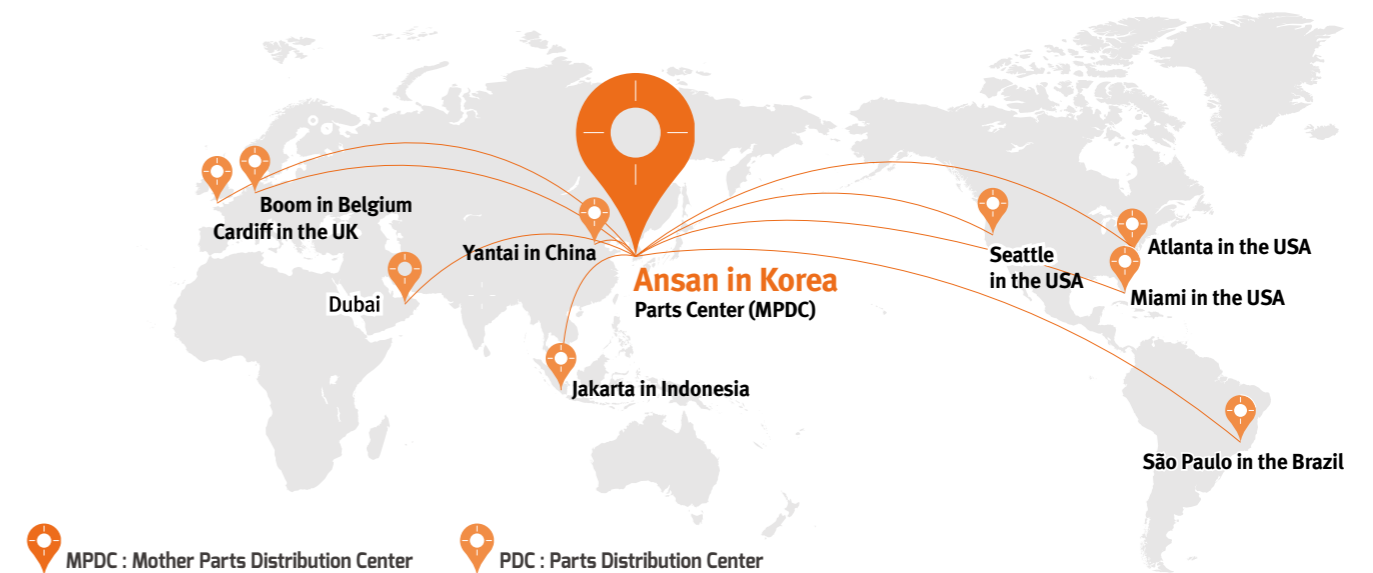 Boom in Belgium
Cardiff in the UK
Yantai in China
Dubai
Ansan in Korea
Parts Center (MPDC)
Jakarta in Indonesia
Seattle
in the USA
Atlanta in the USA
Miami in the USA
São Paulo in the Brazil
MPDC : Mother Parts Distribution Center
PDC : Parts Distribution Center